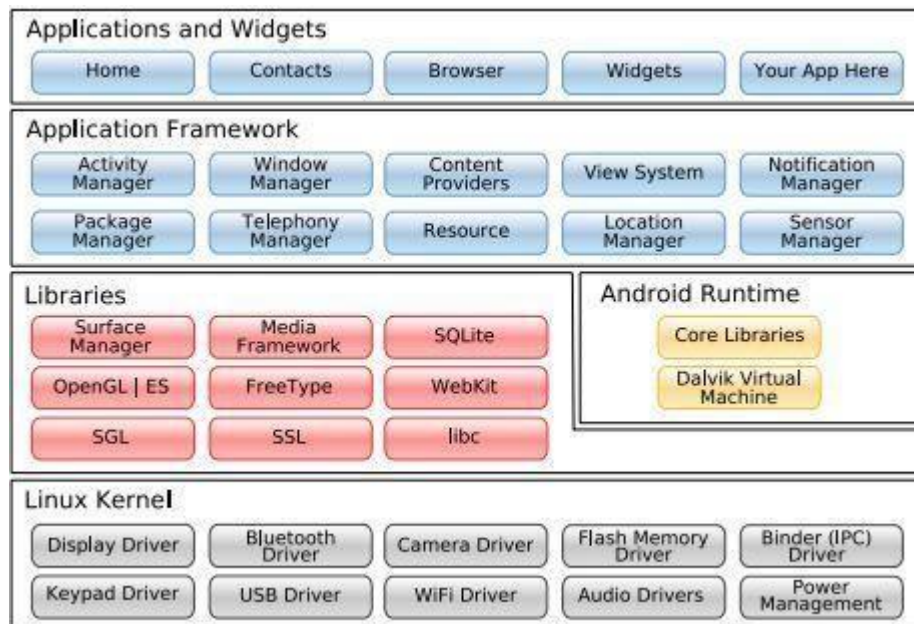 Applications and Widgets
Home
Contacts
Browser
Widgets
Your App Here
Application Framework
Activity
Manager
Window
Manager
Content
Providers
View System
Notification
Manager
Package
Manager
Telephony
Manager
Resource
Location
Manager
Sensor
Manager
Libraries
Surface
Manager
Media
Framework
SQLite
OpenGL | ES
FreeType
WebKit
SGL
SSL
libc
Android Runtime
Core Libraries
Dalvik Virtual
Machine
Linux Kernel
Display Driver
Bluetooth
Driver
Camera Driver
Flash Memory
Driver
Binder (IPC)
Driver
Keypad Driver
USB Driver
WiFi Driver
Audio Drivers
Power
Management